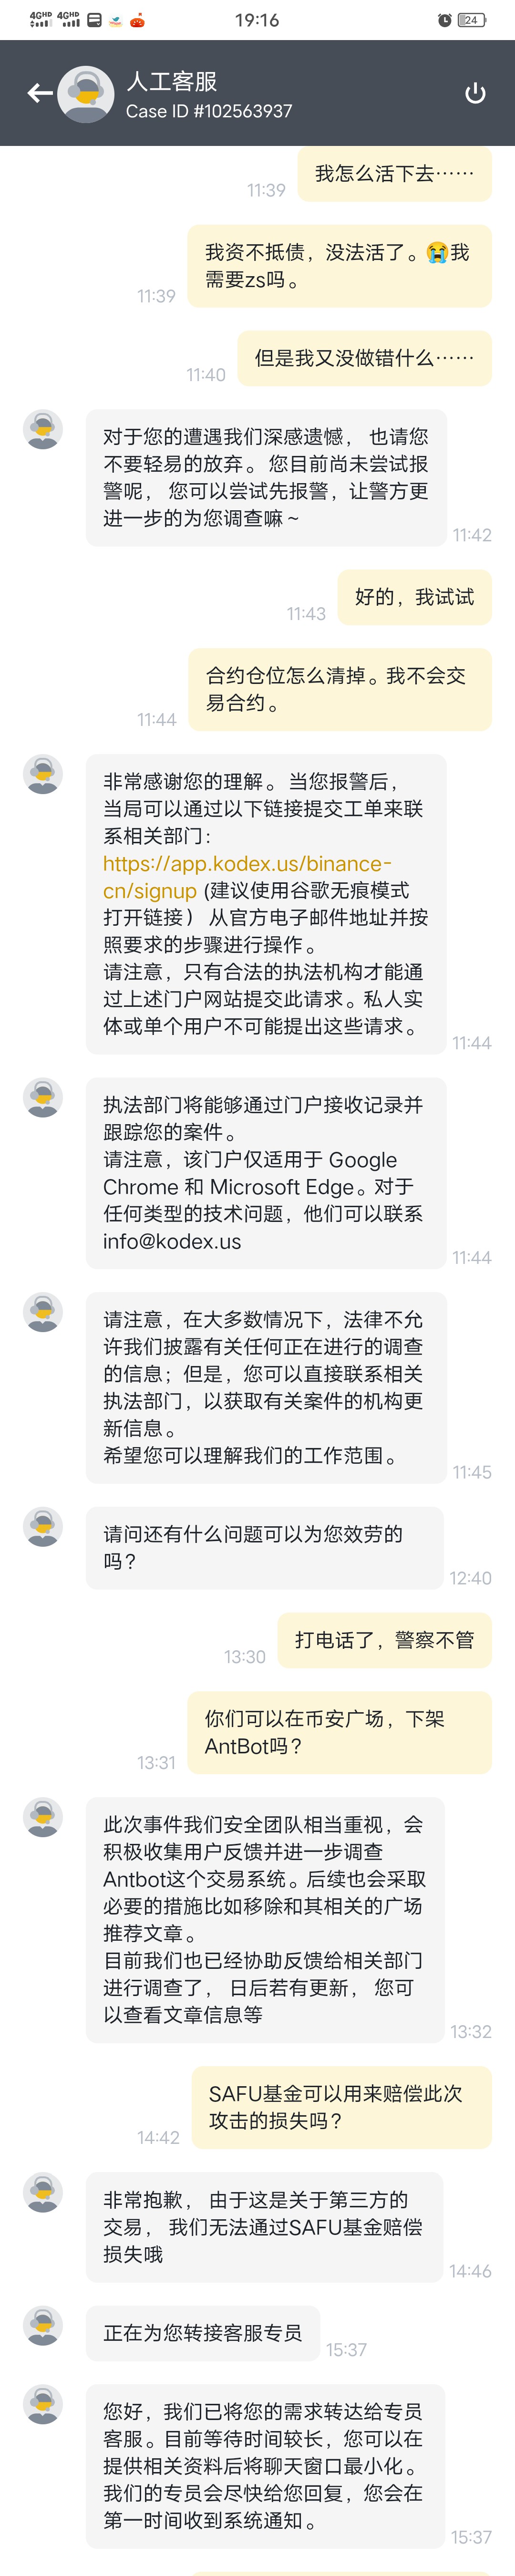 4GHD 4GHD 19:16 24
人工客服
Case ID #102563937
我怎么活下去……
11:39
我资不抵债，没法活了。😭我
需要zs吗。
11:39
但是我又没做错什么……
11:40
对于您的遭遇我们深感遗憾， 也请您
不要轻易的放弃。您目前尚未尝试报
警呢， 您可以尝试先报警，让警方更
进一步的为您调查嘛～
11:42
好的，我试试
11:43
合约仓位怎么清掉。我不会交
易合约。
11:44
非常感谢您的理解。当您报警后，
当局可以通过以下链接提交工单来联
系相关部门：
https://app.kodex.us/binance-
cn/signup (建议使用谷歌无痕模式
打开链接） 从官方电子邮件地址并按
照要求的步骤进行操作。
请注意，只有合法的执法机构才能通
过上述门户网站提交此请求。私人实
体或单个用户不可能提出这些请求。
11:44
执法部门将能够通过门户接收记录并
跟踪您的案件。
请注意，该门户仅适用于 Google
Chrome 和 Microsoft Edge。对于
任何类型的技术问题，他们可以联系
info@kodex.us
11:44
请注意，在大多数情况下，法律不允
许我们披露有关任何正在进行的调查
的信息；但是，您可以直接联系相关
执法部门，以获取有关案件的机构更
新信息。
希望您可以理解我们的工作范围。
11:45
请问还有什么问题可以为您效劳的
吗？
12:40
打电话了，警察不管
13:30
你们可以在币安广场，下架
AntBot吗？
13:31
此次事件我们安全团队相当重视，会
积极收集用户反馈并进一步调查
Antbot这个交易系统。后续也会采取
必要的措施比如移除和其相关的广场
推荐文章。
目前我们也已经协助反馈给相关部门
进行调查了， 日后若有更新， 您可
以查看文章信息等
13:32
SAFU基金可以用来赔偿此次
攻击的损失吗？
14:42
非常抱歉， 由于这是关于第三方的
交易， 我们无法通过SAFU基金赔偿
损失哦
14:46
正在为您转接客服专员
15:37
您好，我们已将您的需求转达给专员
客服。目前等待时间较长，您可以在
提供相关资料后将聊天窗口最小化。
我们的专员会尽快给您回复，您会在
第一时间收到系统通知。
15:37